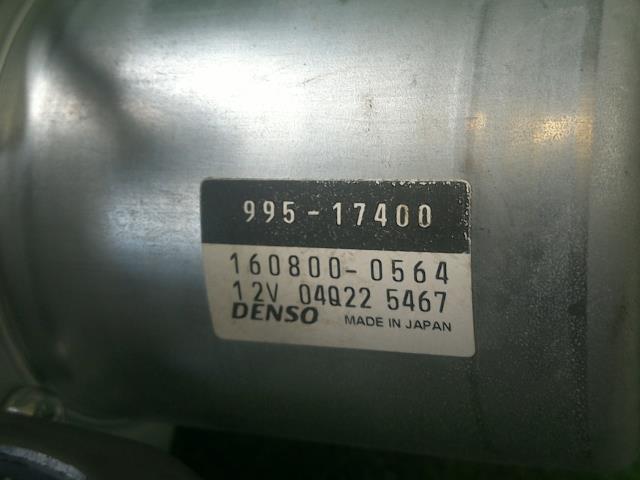 995-17400
160800-0564
12V 04Q22 5467
DENSO MADE IN JAPAN